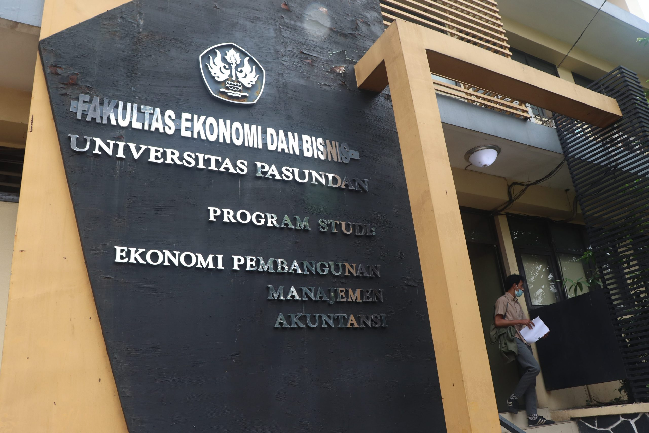 FAKULTAS EKONOMI DAN BISNIS
UNIVERSITAS PASUNDAN
PROGRAM STUDI:
EKONOMI PEMBANGUNAN
MANAJEMEN
AKUNTANSI